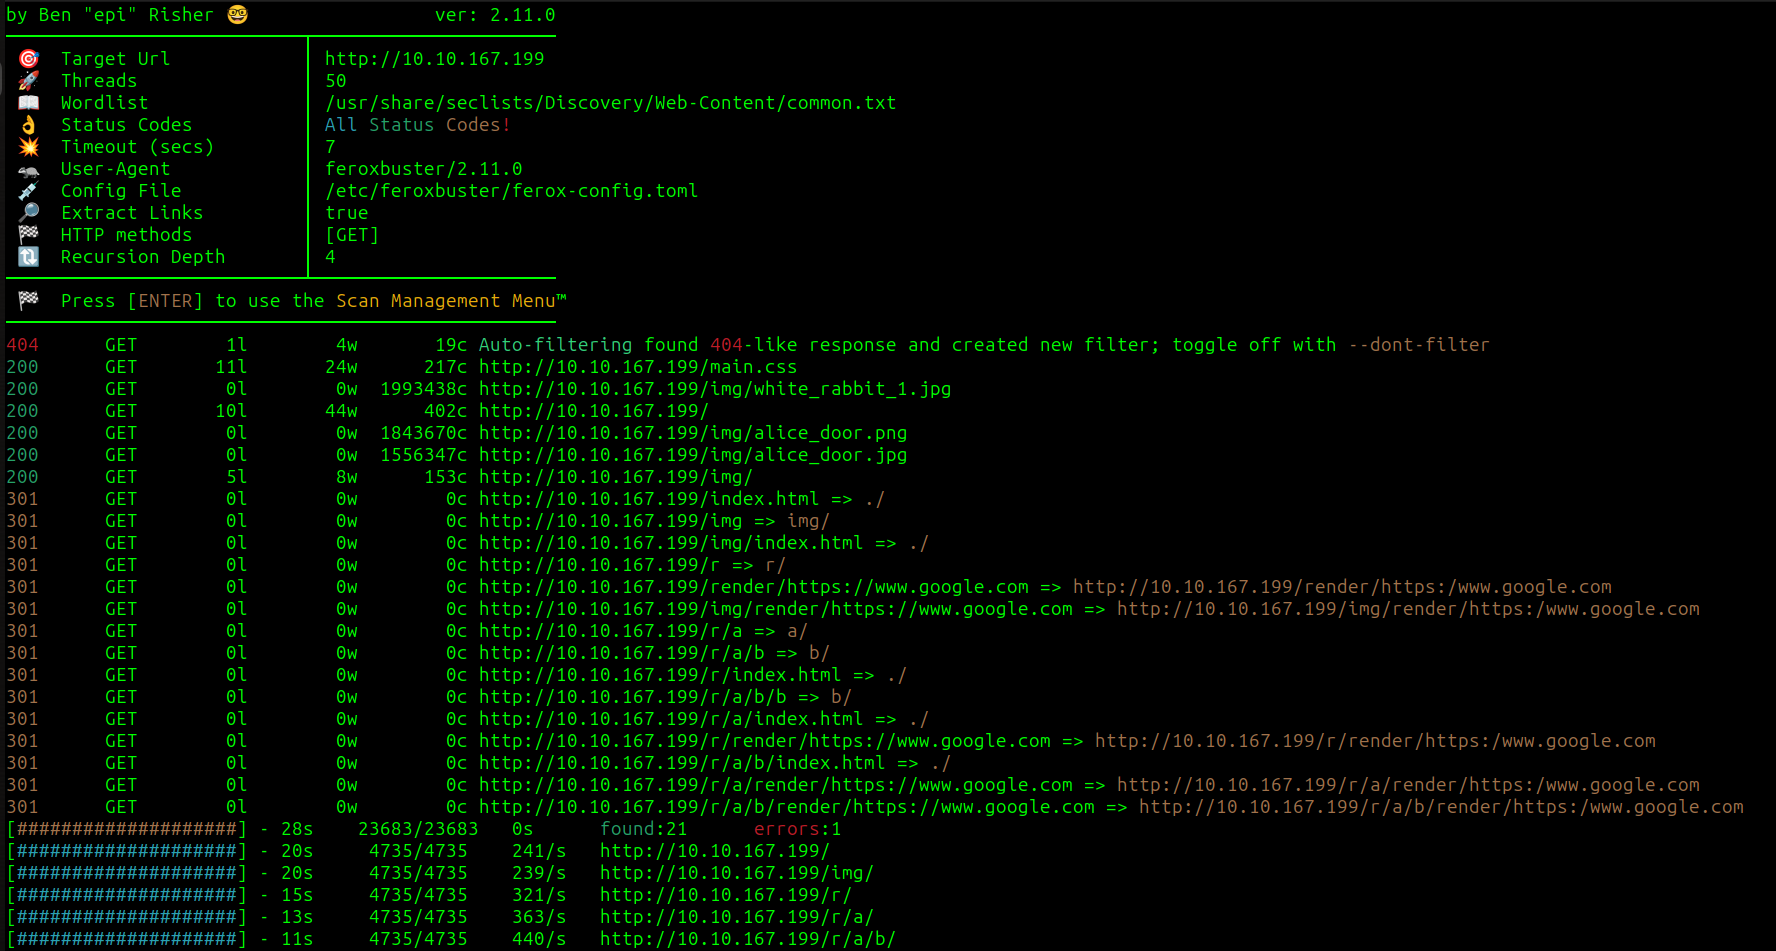 by Ben "epi" Risher 🤓 ver: 2.11.0
🎯 Target Url │ http://10.10.167.199
🚀 Threads │ 50
📖 Wordlist │ /usr/share/seclists/Discovery/Web-Content/common.txt
👌 Status Codes │ All Status Codes!
💥 Timeout (secs) │ 7
🦡 User-Agent │ feroxbuster/2.11.0
💉 Config File │ /etc/feroxbuster/ferox-config.toml
🔎 Extract Links │ true
🏁 HTTP methods │ [GET]
🔃 Recursion Depth │ 4
🏁 Press [ENTER] to use the Scan Management Menu™
404 GET 1l 4w 19c Auto-filtering found 404-like response and created new filter; toggle off with --dont-filter
200 GET 11l 24w 217c http://10.10.167.199/main.css
200 GET 0l 0w 1993438c http://10.10.167.199/img/white_rabbit_1.jpg
200 GET 10l 44w 402c http://10.10.167.199/
200 GET 0l 0w 1843670c http://10.10.167.199/img/alice_door.png
200 GET 0l 0w 1556347c http://10.10.167.199/img/alice_door.jpg
200 GET 5l 8w 153c http://10.10.167.199/img/
301 GET 0l 0w 0c http://10.10.167.199/index.html => ./
301 GET 0l 0w 0c http://10.10.167.199/img => img/
301 GET 0l 0w 0c http://10.10.167.199/img/index.html => ./
301 GET 0l 0w 0c http://10.10.167.199/r => r/
301 GET 0l 0w 0c http://10.10.167.199/render/https://www.google.com => http://10.10.167.199/render/https:/www.google.com
301 GET 0l 0w 0c http://10.10.167.199/img/render/https://www.google.com => http://10.10.167.199/img/render/https:/www.google.com
301 GET 0l 0w 0c http://10.10.167.199/r/a => a/
301 GET 0l 0w 0c http://10.10.167.199/r/a/b => b/
301 GET 0l 0w 0c http://10.10.167.199/r/index.html => ./
301 GET 0l 0w 0c http://10.10.167.199/r/a/b/b => b/
301 GET 0l 0w 0c http://10.10.167.199/r/a/index.html => ./
301 GET 0l 0w 0c http://10.10.167.199/r/render/https://www.google.com => http://10.10.167.199/r/render/https:/www.google.com
301 GET 0l 0w 0c http://10.10.167.199/r/a/b/index.html => ./
301 GET 0l 0w 0c http://10.10.167.199/r/a/render/https://www.google.com => http://10.10.167.199/r/a/render/https:/www.google.com
301 GET 0l 0w 0c http://10.10.167.199/r/a/b/render/https://www.google.com => http://10.10.167.199/r/a/b/render/https:/www.google.com
[####################] - 28s 23683/23683 0s found:21 errors:1
[####################] - 20s 4735/4735 241/s http://10.10.167.199/
[####################] - 20s 4735/4735 239/s http://10.10.167.199/img/
[####################] - 15s 4735/4735 321/s http://10.10.167.199/r/
[####################] - 13s 4735/4735 363/s http://10.10.167.199/r/a/
[####################] - 11s 4735/4735 440/s http://10.10.167.199/r/a/b/